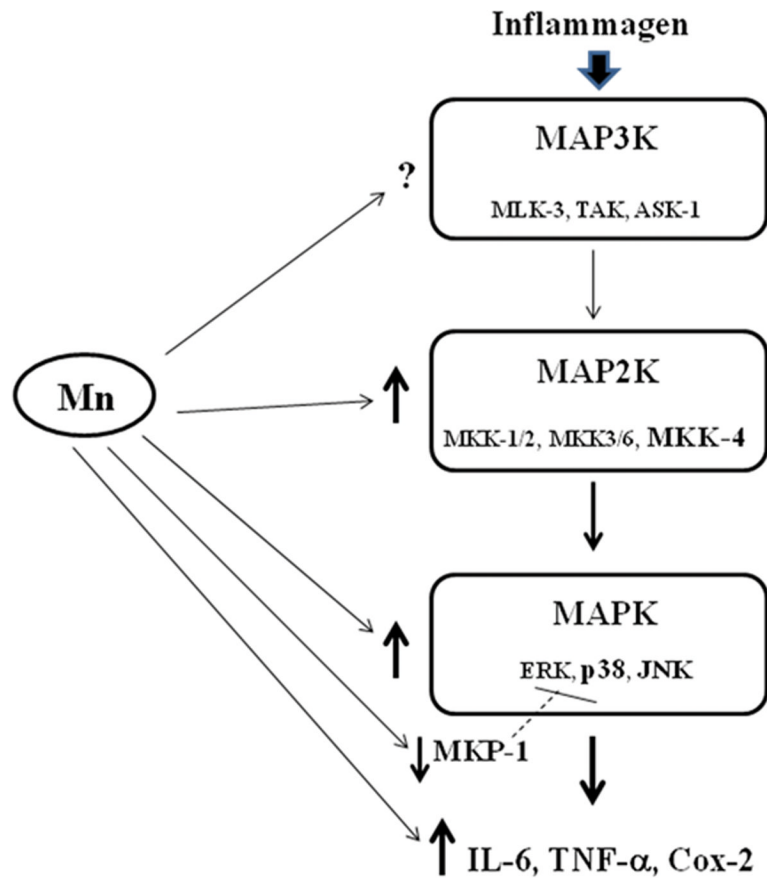 Inflammagen
MAP3K
?
MLK-3, TAK, ASK-1
MAP2K
Mn
MKK-1/2, MKK3/6, MKK-4
MAPK
ERK, p38, JNK
MKP-1
IL-6, TNF-α, Cox-2